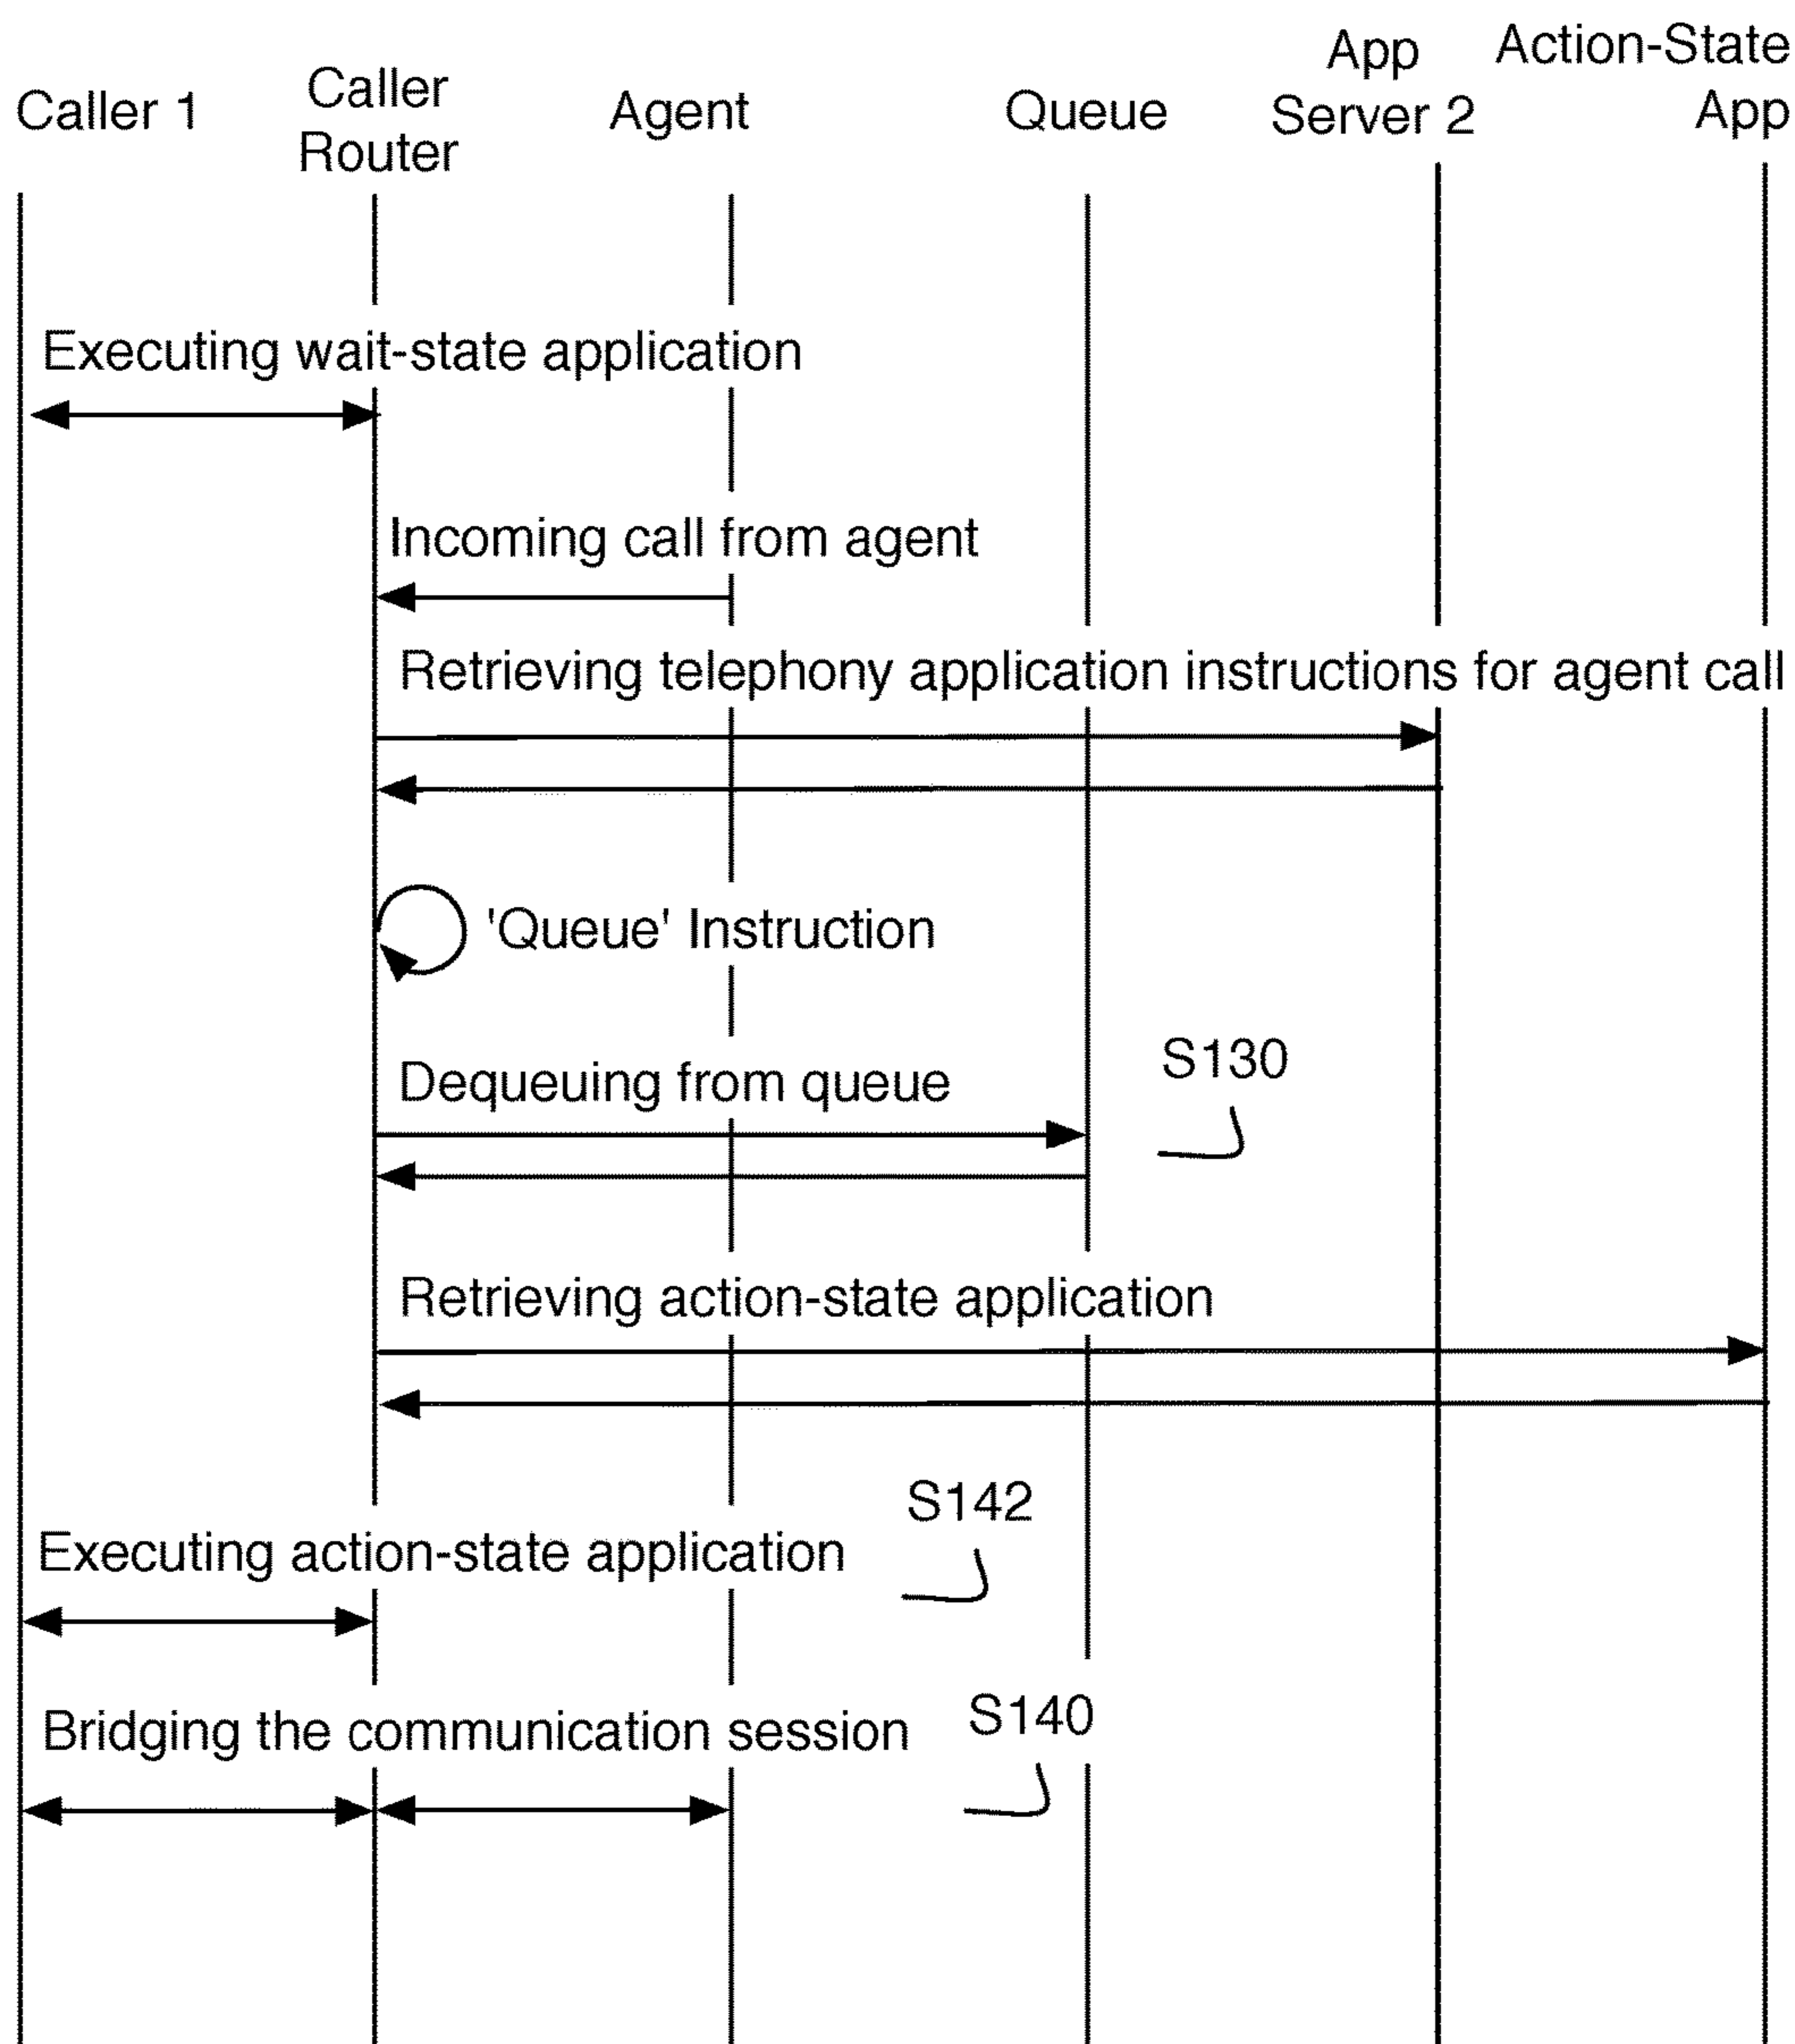 Caller 1
Caller
Router
Agent
Queue
App
Server 2
Action-State
App
Executing wait-state application
Incoming call from agent
Retrieving telephony application instructions for agent call
'Queue' Instruction
S130
Dequeuing from queue
Retrieving action-state application
S142
Executing action-state application
S140
Bridging the communication session